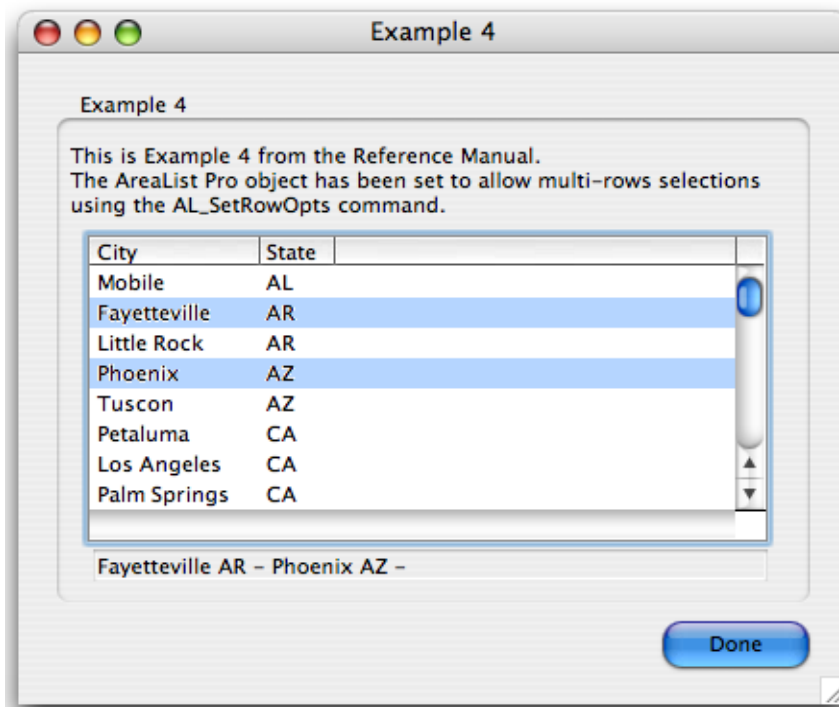 Example 4
Example 4
This is Example 4 from the Reference Manual.
The AreaList Pro object has been set to allow multi-rows selections
using the AL_SetRowOpts command.
City State
Mobile AL
Fayetteville AR
Little Rock AR
Phoenix AZ
Tuscon AZ
Petaluma CA
Los Angeles CA
Palm Springs CA
Fayetteville AR - Phoenix AZ -
Done